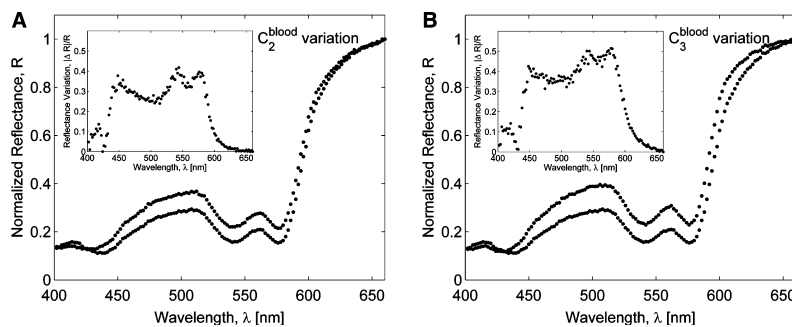 A
C₂ᵇˡᵒᵒᵈ variation
Normalized Reflectance, R
1
0.8
0.6
0.4
0.2
0
400 450 500 550 600 650
Wavelength, λ [nm]
Reflectance Variation, |Δ R|/R
0.5
0.4
0.3
0.2
0.1
0
400 450 500 550 600 650
Wavelength, λ [nm]
B
C₃ᵇˡᵒᵒᵈ variation
Normalized Reflectance, R
1
0.8
0.6
0.4
0.2
0
400 450 500 550 600 650
Wavelength, λ [nm]
Reflectance Variation, |Δ R|/R
0.5
0.4
0.3
0.2
0.1
0
400 450 500 550 600 650
Wavelength, λ [nm]